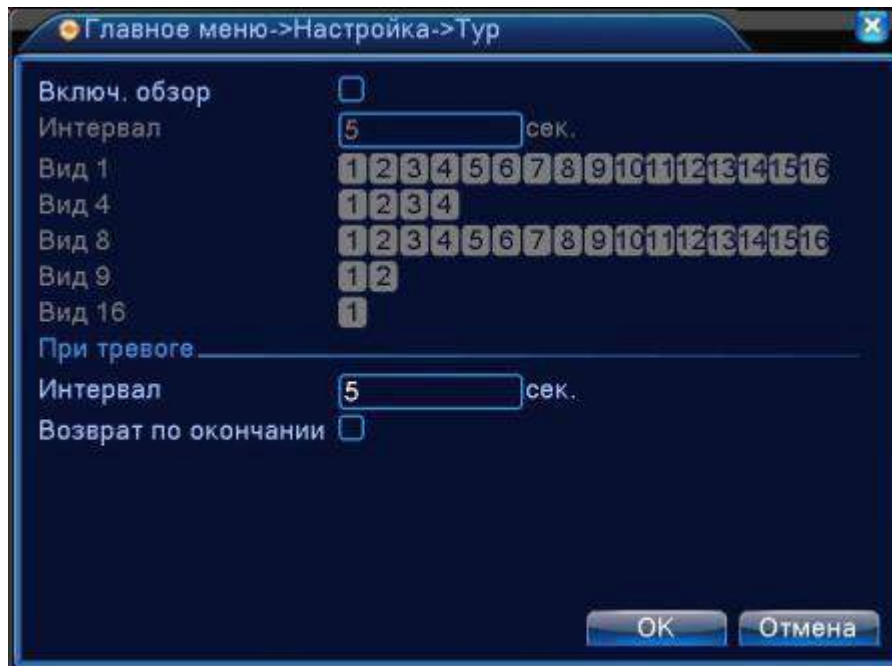 Главное меню->Настройка->Тур
Включ. обзор
Интервал 5 сек.
Вид 1 1 2 3 4 5 6 7 8 9 10 11 12 13 14 15 16
Вид 4 1 2 3 4
Вид 8 1 2 3 4 5 6 7 8 9 10 11 12 13 14 15 16
Вид 9 1 2
Вид 16 1
При тревоге
Интервал 5 сек.
Возврат по окончании
OK Отмена